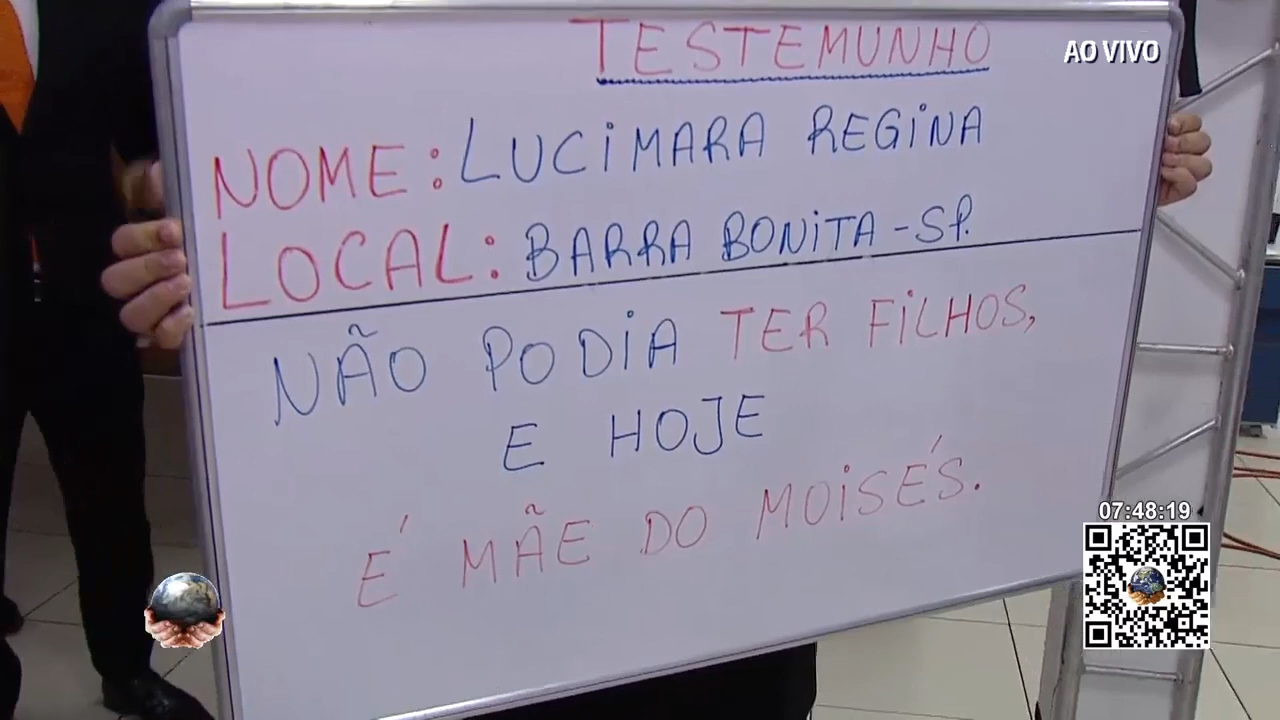 TESTEMUNHO
AO VIVO
NOME: LUCIMARA REGINA
LOCAL: BARRA BONITA - SP.
NÃO PODIA TER FILHOS,
E HOJE
É MÃE DO MOISÉS.
07:48:19